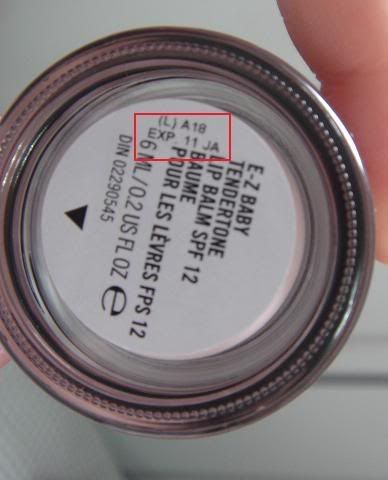 (L) A18
EXP. 11 JA
E-Z BABY
TENDERTONE
LIP BALM SPF 12
BAUME
POUR LES LÈVRES FPS 12
6 ML/0.2 US FL OZ e
DIN 02290545